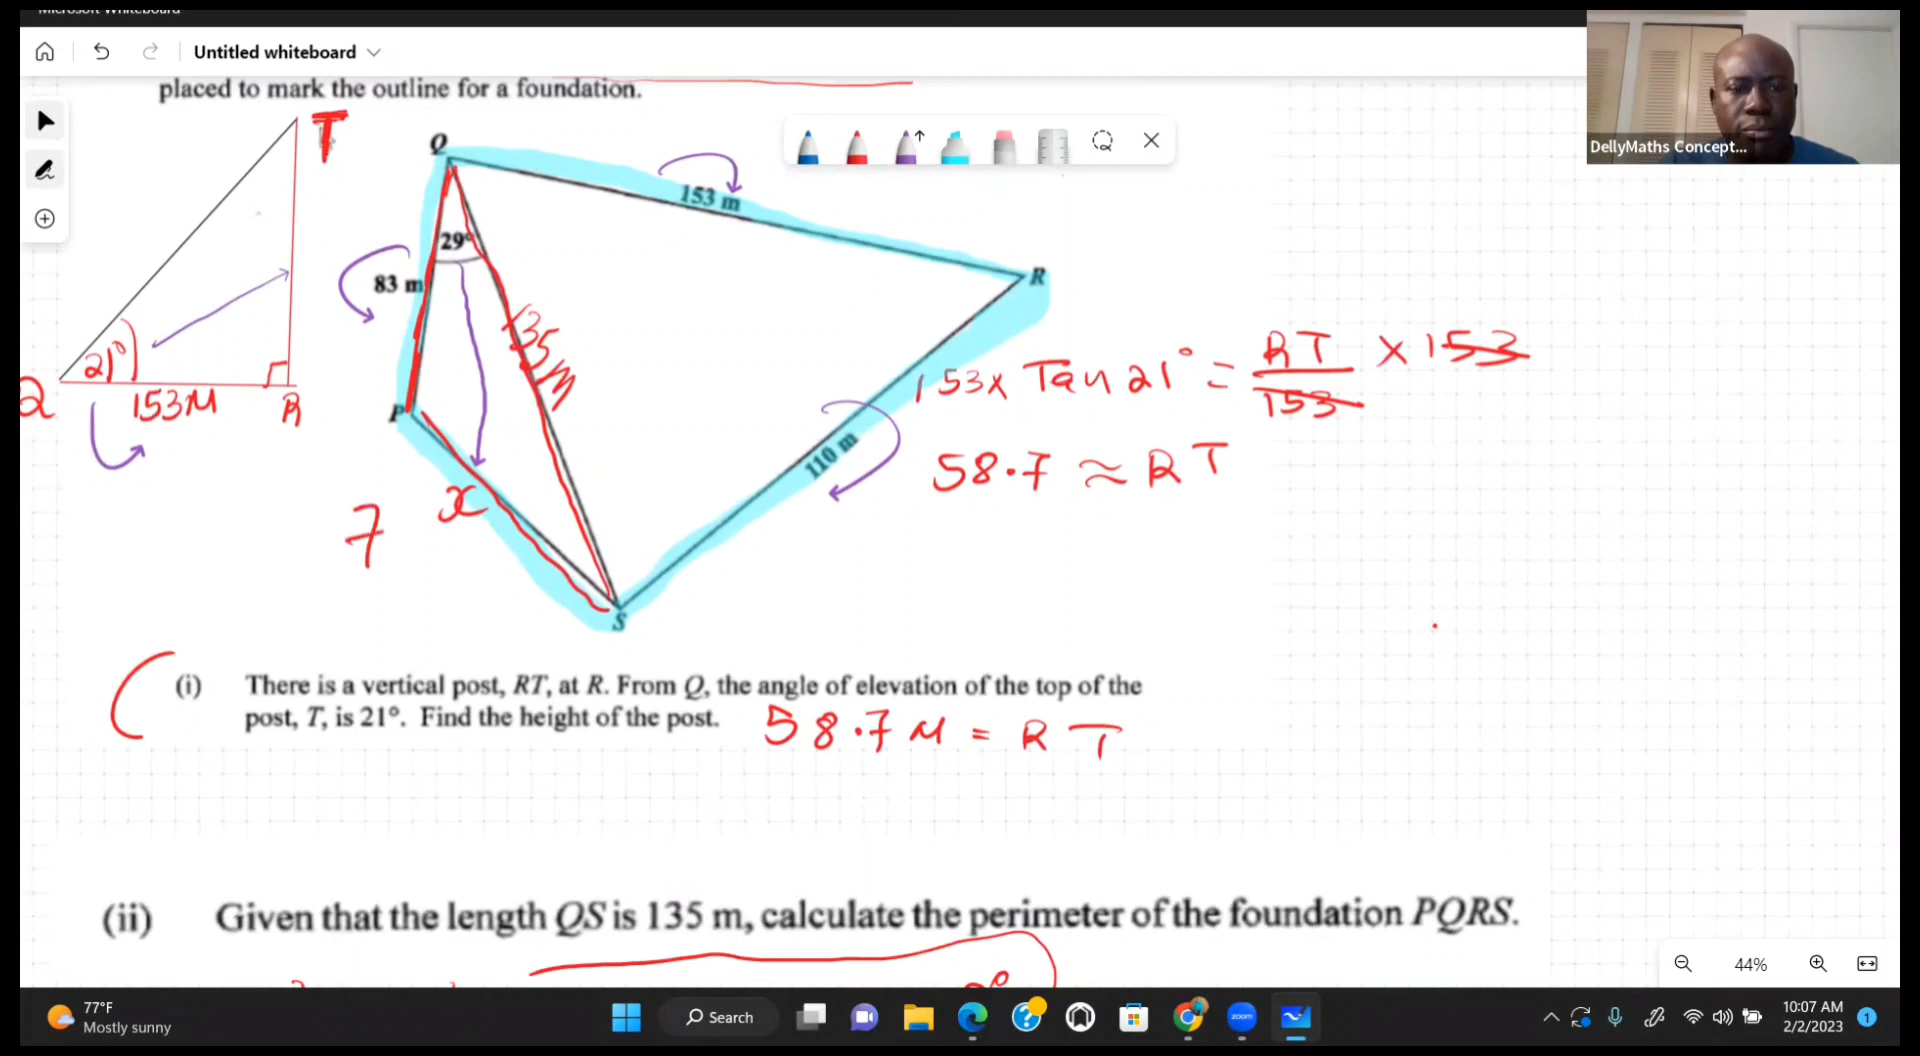 Untitled whiteboard
placed to mark the outline for a foundation.
DellyMaths Concept...
T
Q
153 m
29°
R
83 m
135m
21°
153 × Tan 21° = RT/153 × 153
Q
153M
R
P
110 m
58.7 ≈ RT
x
7
S
(i) There is a vertical post, RT, at R. From Q, the angle of elevation of the top of the
post, T, is 21°. Find the height of the post.
58.7 M = RT
(ii) Given that the length QS is 135 m, calculate the perimeter of the foundation PQRS.
44%
77°F
Mostly sunny
Search
zoom
10:07 AM
2/2/2023
1